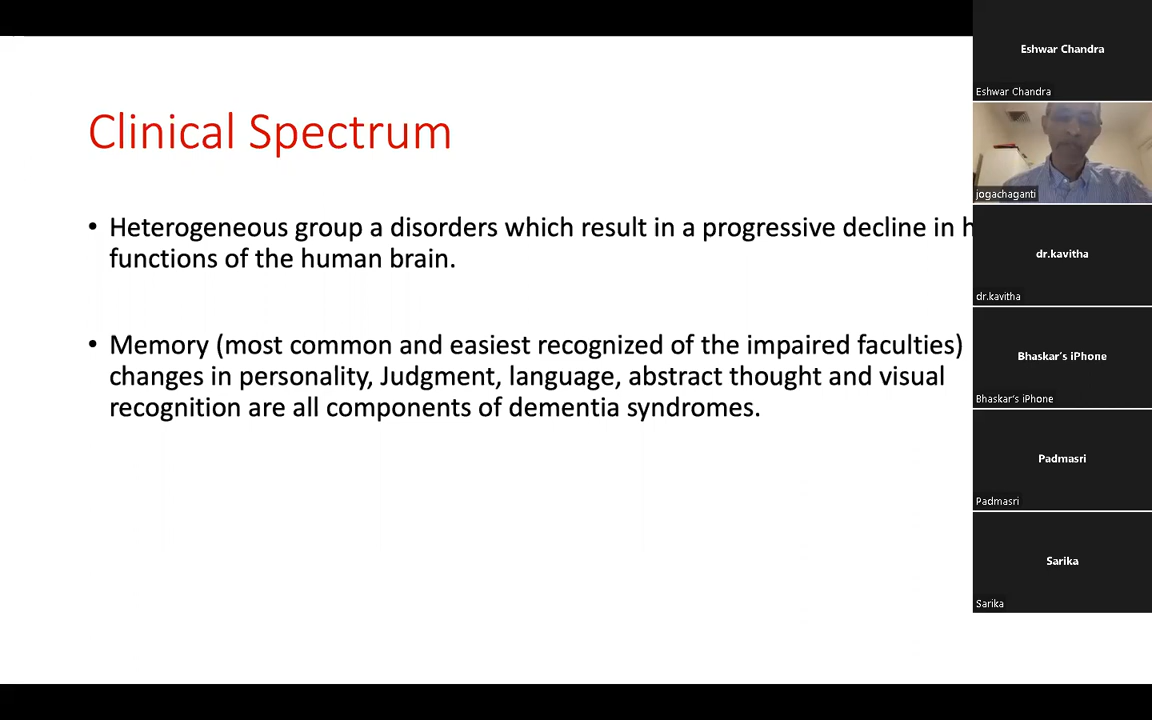 Clinical Spectrum
• Heterogeneous group a disorders which result in a progressive decline in
functions of the human brain.
• Memory (most common and easiest recognized of the impaired faculties)
changes in personality, Judgment, language, abstract thought and visual
recognition are all components of dementia syndromes.
Eshwar Chandra
Eshwar Chandra
jogachaganti
dr.kavitha
dr.kavitha
Bhaskar's iPhone
Bhaskar's iPhone
Padmasri
Padmasri
Sarika
Sarika